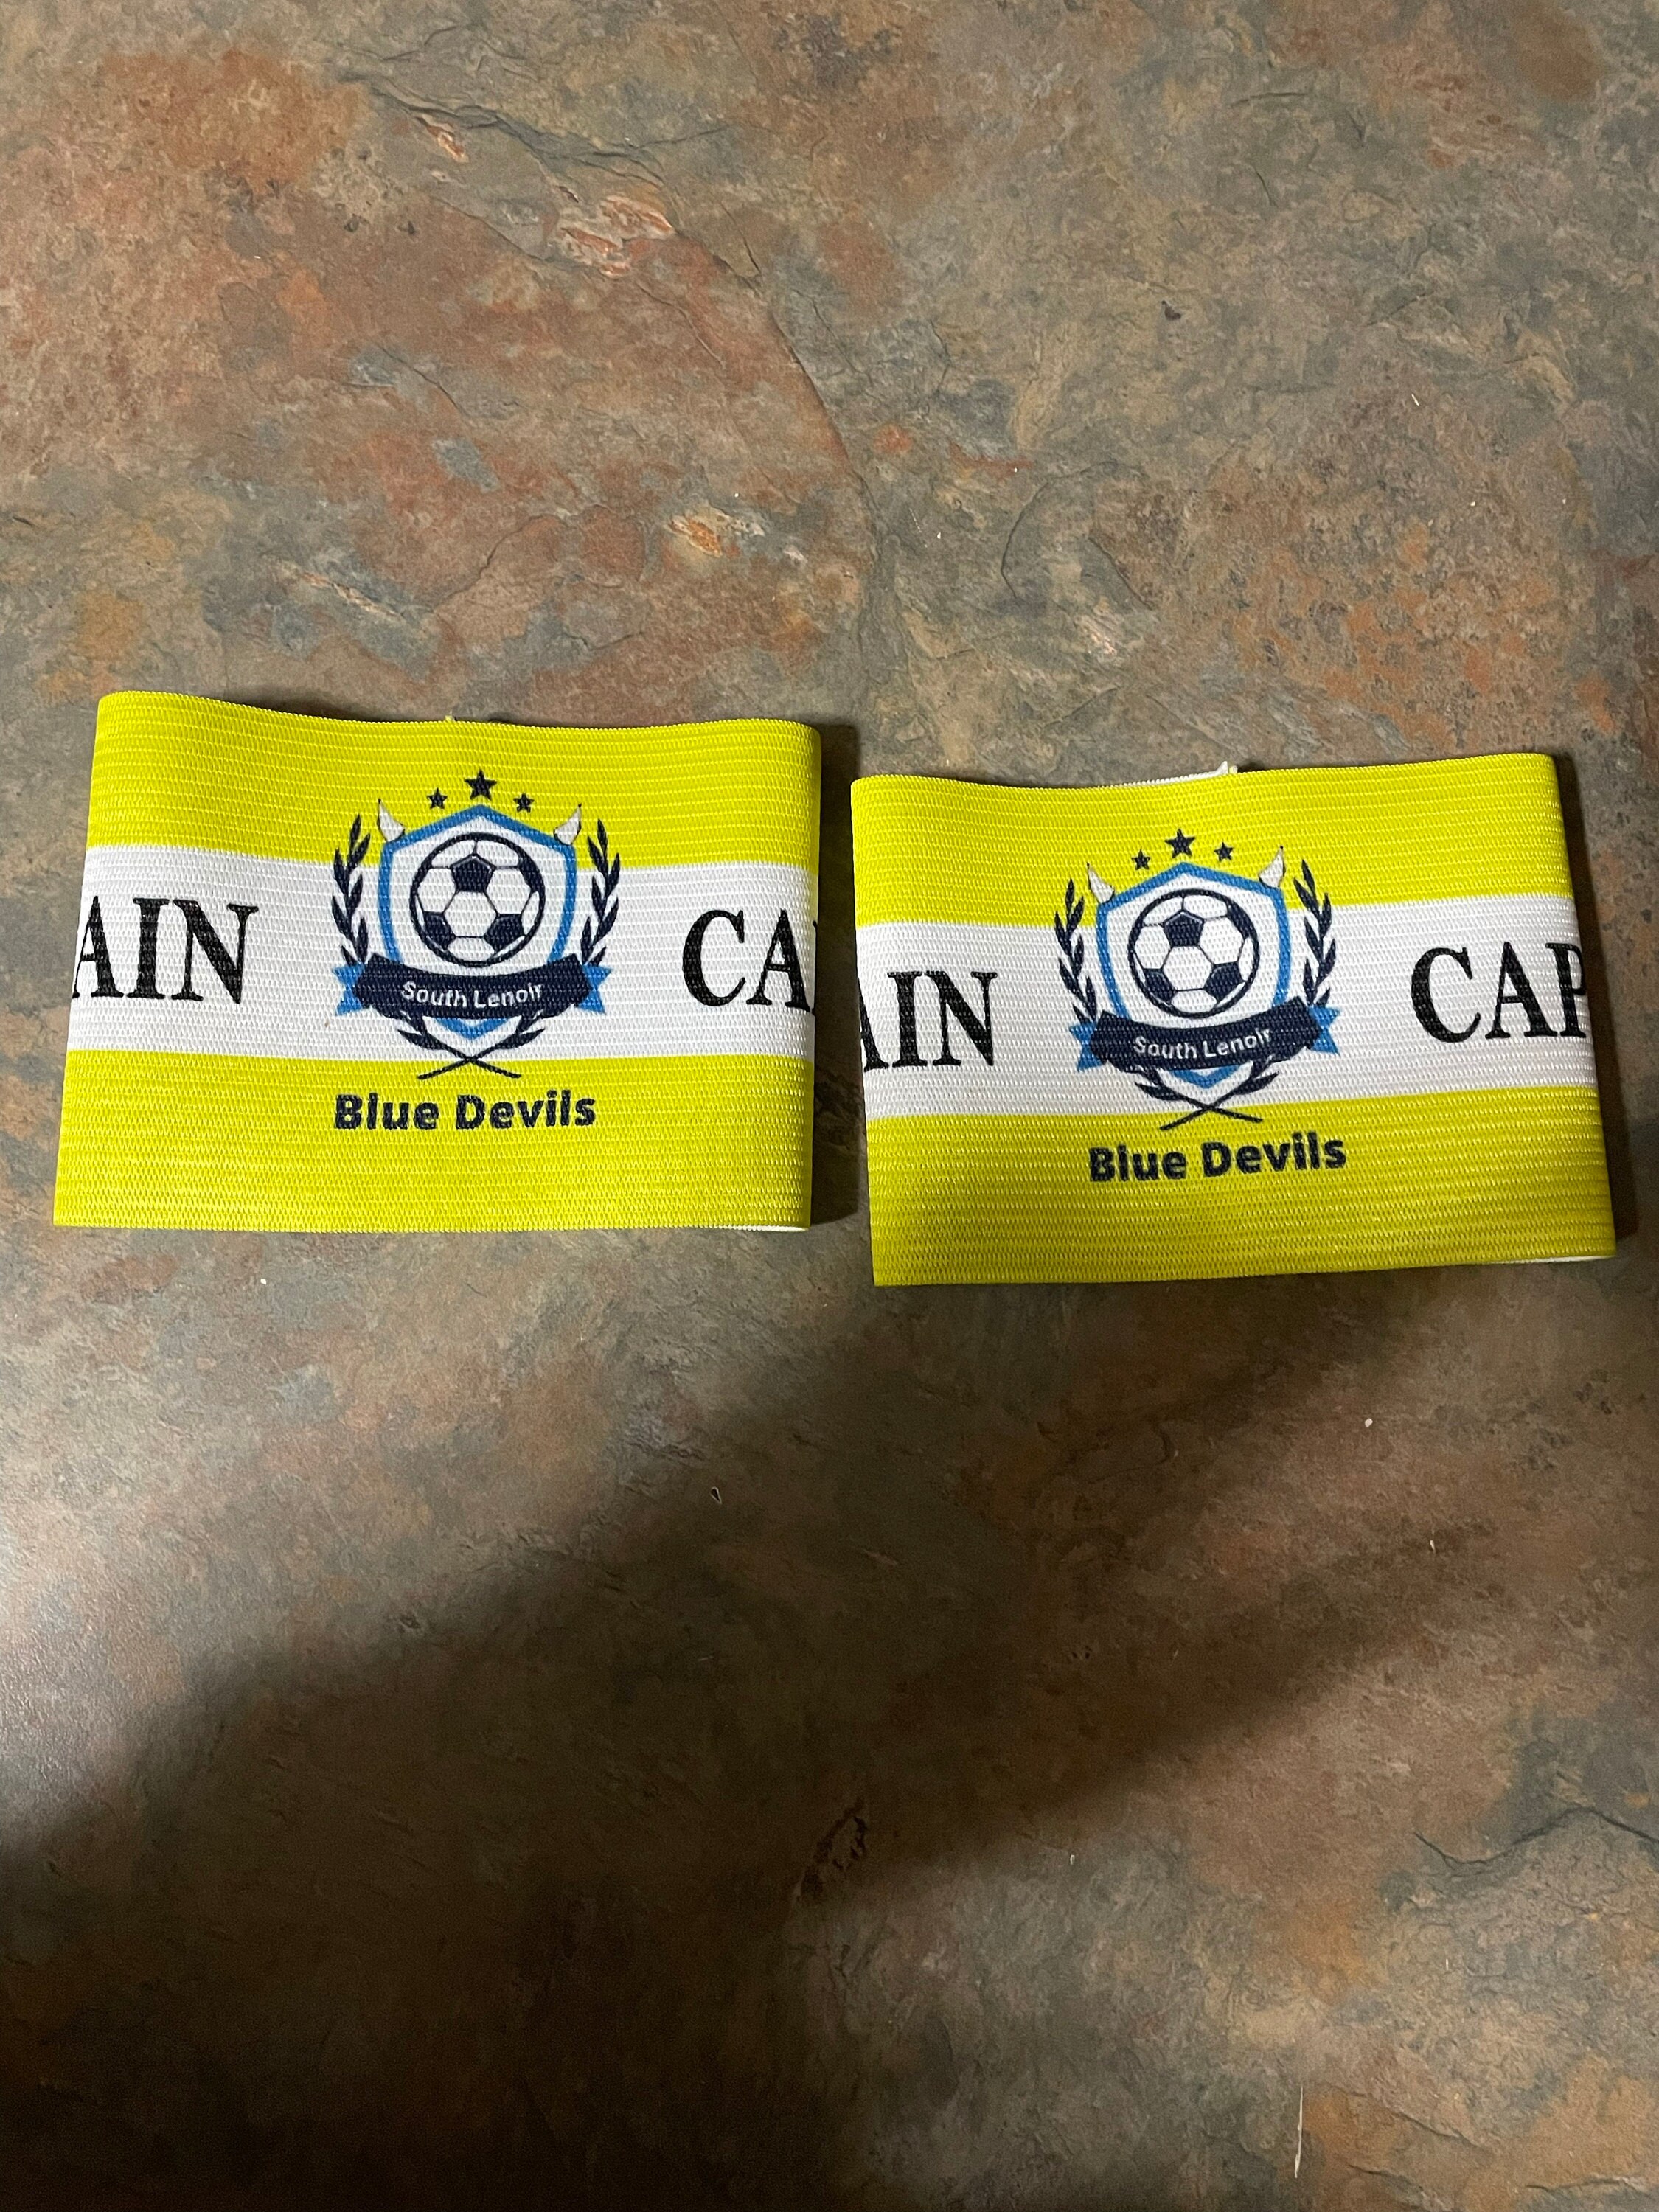 AIN
CA
South Lenoir
Blue Devils
AIN
CAP
South Lenoir
Blue Devils